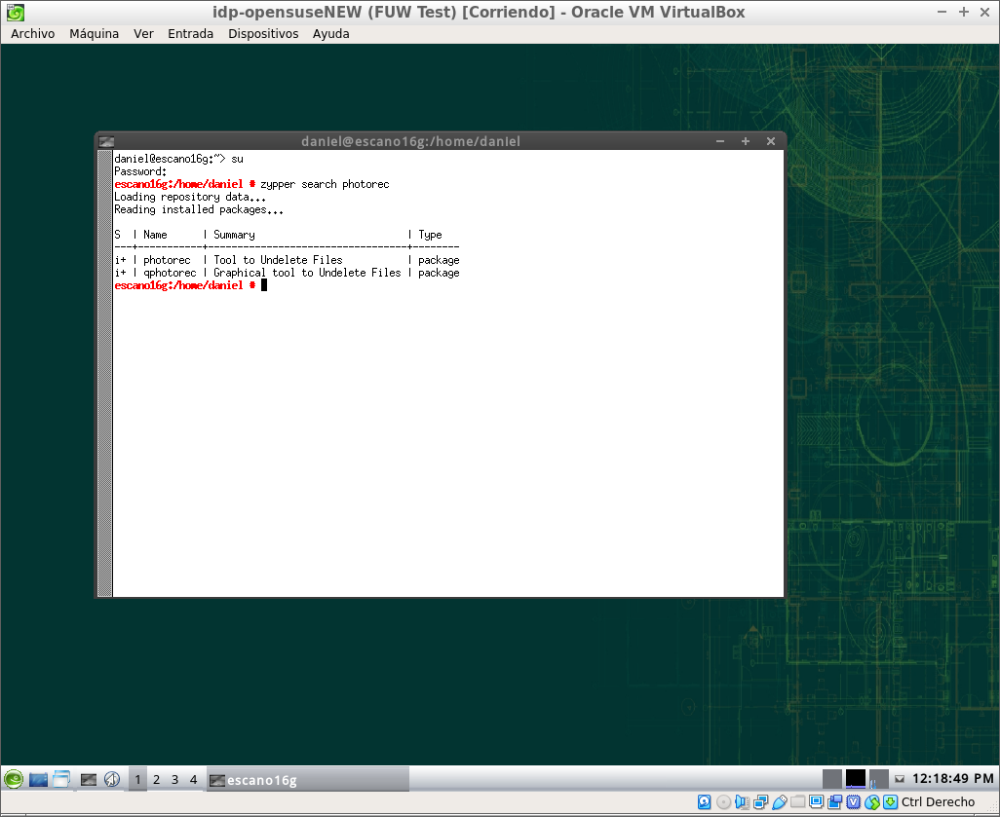 idp-opensuseNEW (FUW Test) [Corriendo] - Oracle VM VirtualBox
Archivo Máquina Ver Entrada Dispositivos Ayuda
daniel@escano16g:/home/daniel
daniel@escano16g:~> su
Password:
escano16g:/home/daniel # zypper search photorec
Loading repository data...
Reading installed packages...
S | Name | Summary | Type
---+-----------+----------------------------------+--------
i+ | photorec | Tool to Undelete Files | package
i+ | qphotorec | Graphical tool to Undelete Files | package
escano16g:/home/daniel #
1 2 3 4 escano16g 12:18:49 PM
Ctrl Derecho